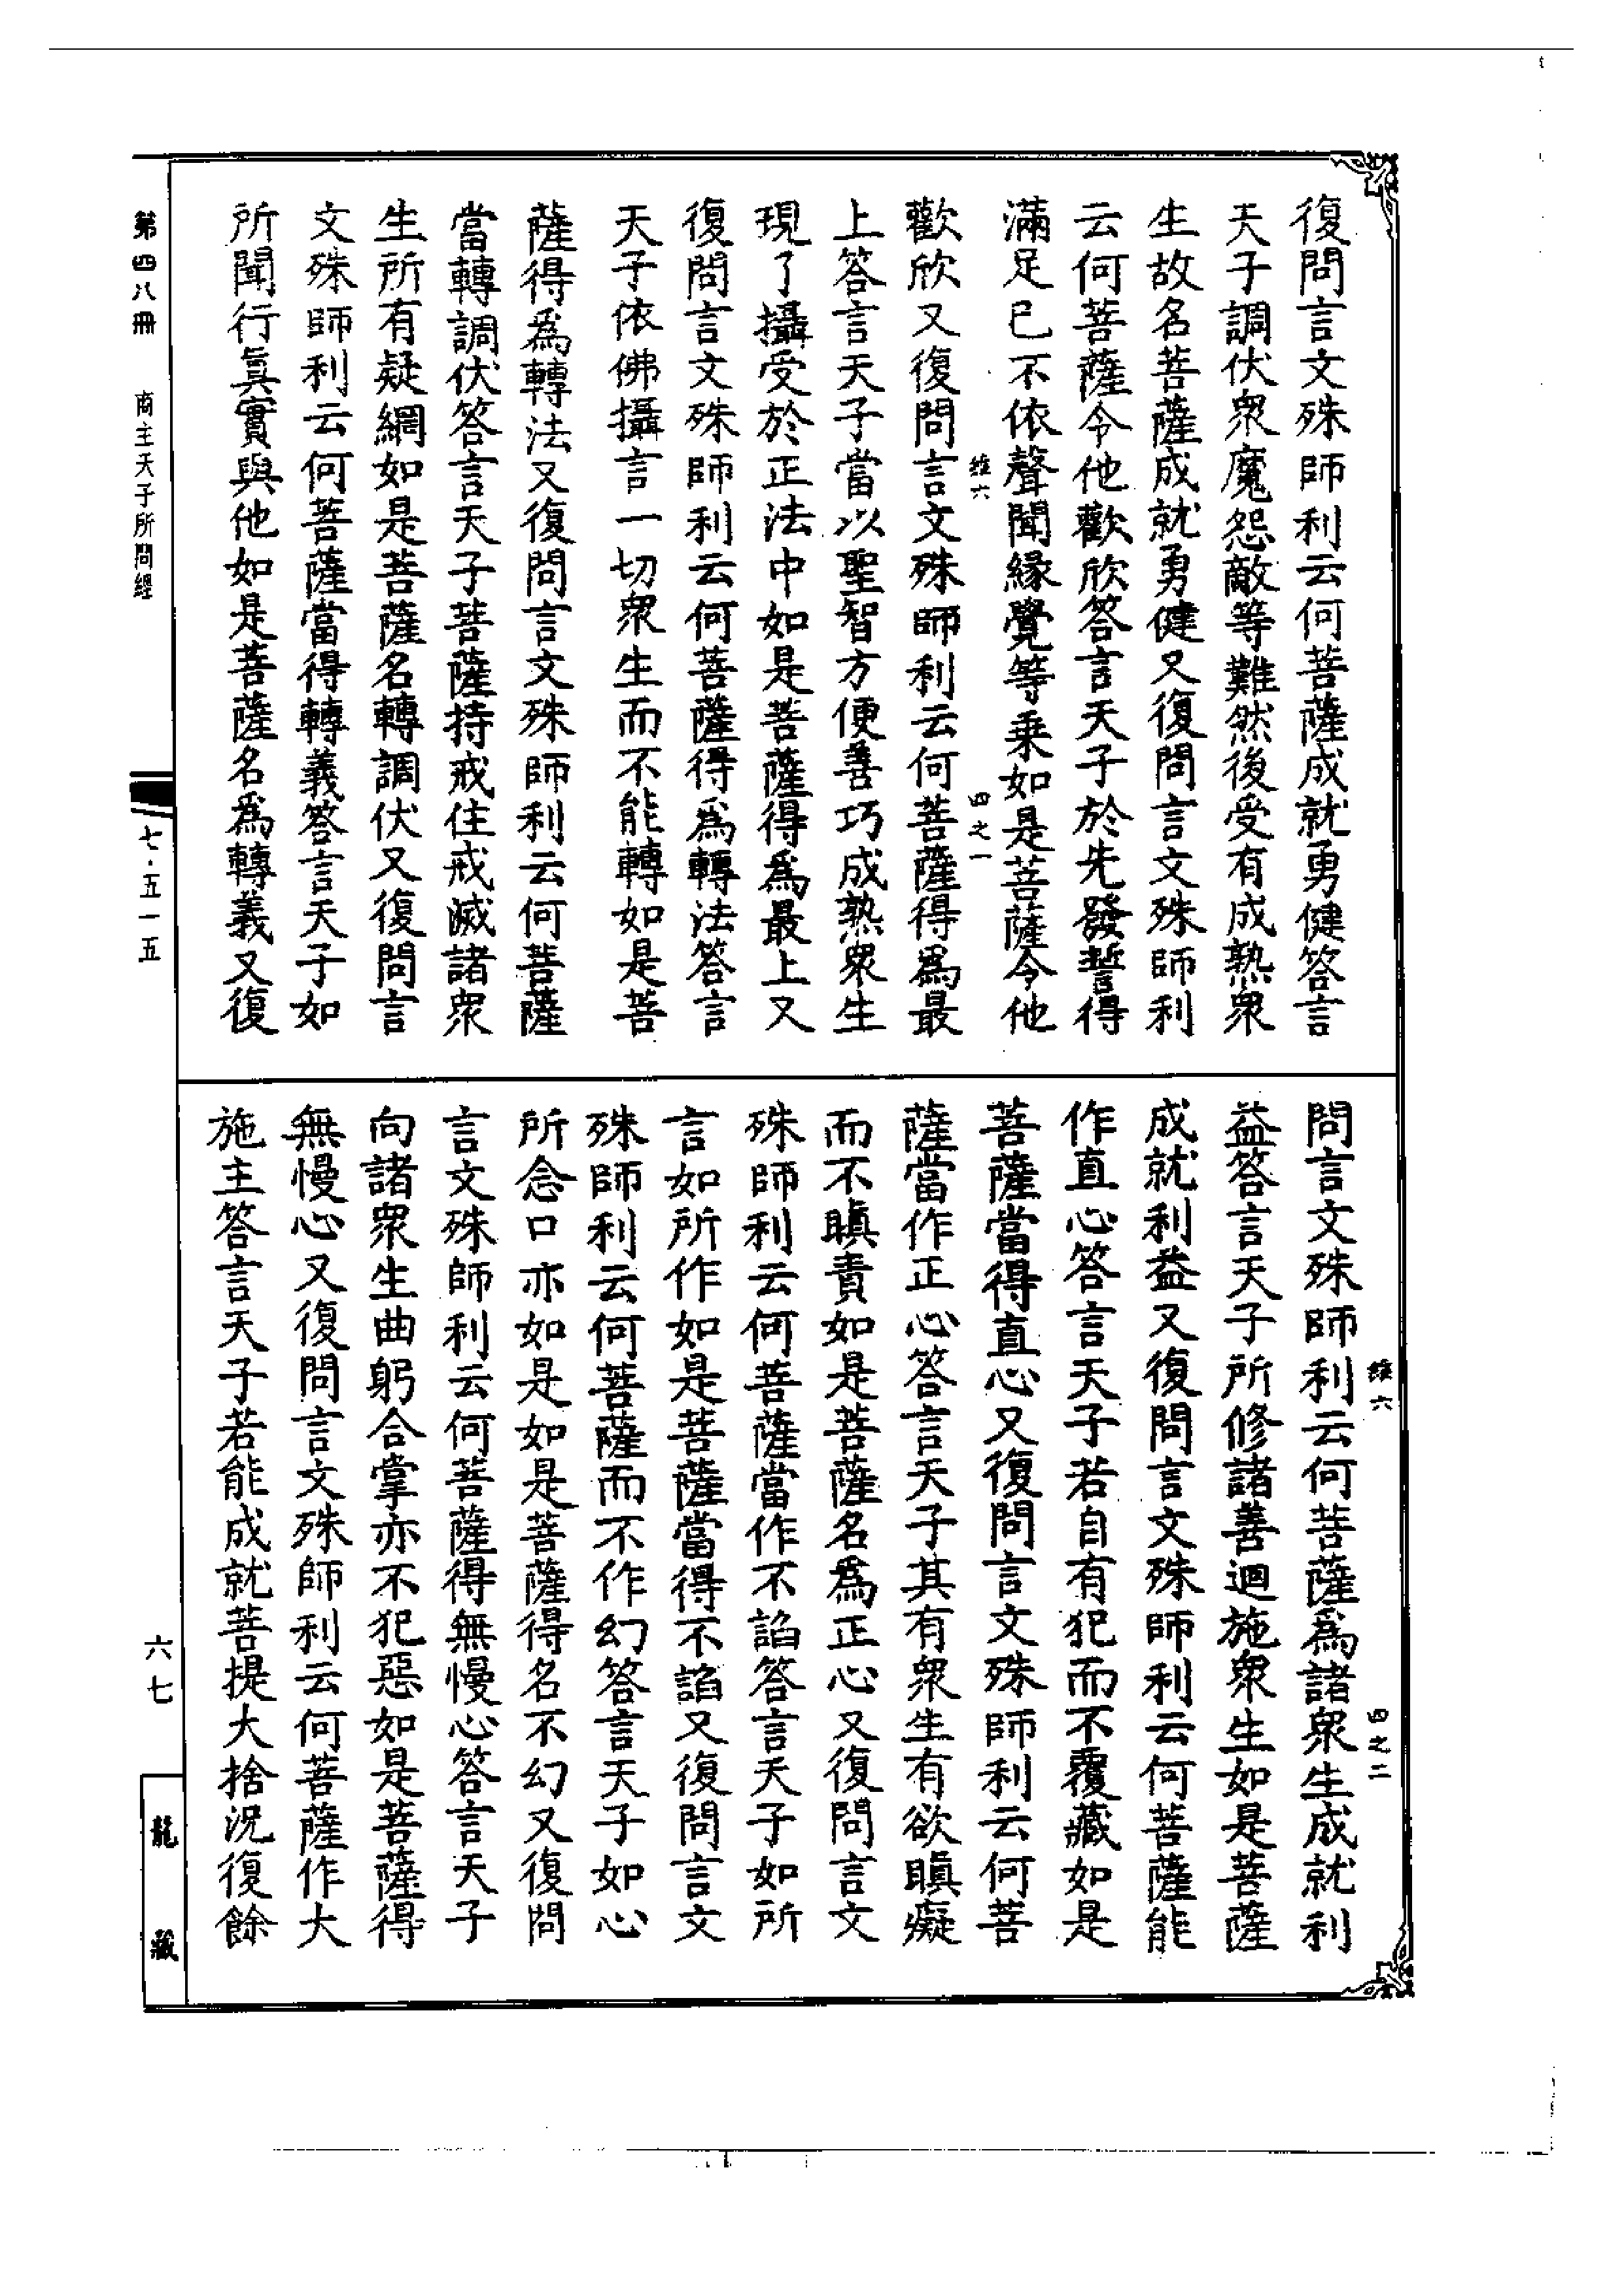 復問言文殊師利云何菩薩成就勇健答言
天子調伏衆魔怨敵等難然後受有成熟衆
生故名菩薩成就勇健又復問言文殊師利
云何菩薩令他歡欣答言天子於先發誓得
滿足已不依聲聞緣覺等乗如是菩薩令他
維六
四之一
歡欣又復問言文殊師利云何菩薩得爲最
上答言天子當以聖智方便善巧成熟衆生
現了攝受於正法中如是菩薩得爲最上又
復問言文殊師利云何菩薩得爲轉法答言
天子依佛攝言一切衆生而不能轉如是菩
薩得爲轉法又復問言文殊師利云何菩薩
當轉調伏答言天子菩薩持戒住戒滅諸衆
生所有疑網如是菩薩名轉調伏又復問言
文殊師利云何菩薩當得轉義答言天子如
所聞行眞實與他如是菩薩名爲轉義又復
維六
四之二
問言文殊師利云何菩薩爲諸衆生成就利
益答言天子所修諸善迴施衆生如是菩薩
成就利益又復問言文殊師利云何菩薩能
作直心答言天子若自有犯而不覆藏如是
菩薩當得直心又復問言文殊師利云何菩
薩當作正心答言天子其有衆生有欲瞋癡
而不瞋責如是菩薩名爲正心又復問言文
殊師利云何菩薩當作不諂答言天子如所
言如所作如是菩薩當得不諂又復問言文
殊師利云何菩薩而不作幻答言天子如心
所念口亦如是如是菩薩得名不幻又復問
言文殊師利云何菩薩得無慢心答言天子
向諸衆生曲躬合掌亦不犯惡如是菩薩得
無慢心又復問言文殊師利云何菩薩作大
施主答言天子若能成就菩提大捨況復餘
第四八冊
商主天子所問經
七·五一五
六七
龍藏